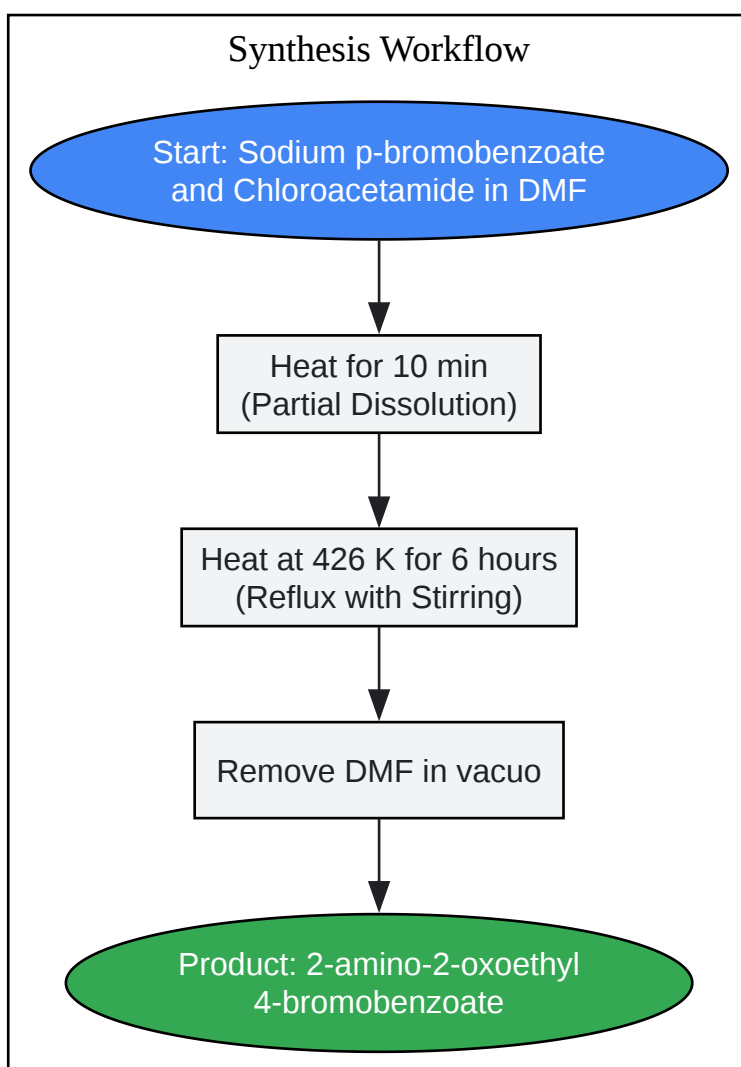 Synthesis Workflow
Start: Sodium p-bromobenzoate
and Chloroacetamide in DMF
Heat for 10 min
(Partial Dissolution)
Heat at 426 K for 6 hours
(Reflux with Stirring)
Remove DMF in vacuo
Product: 2-amino-2-oxoethyl
4-bromobenzoate